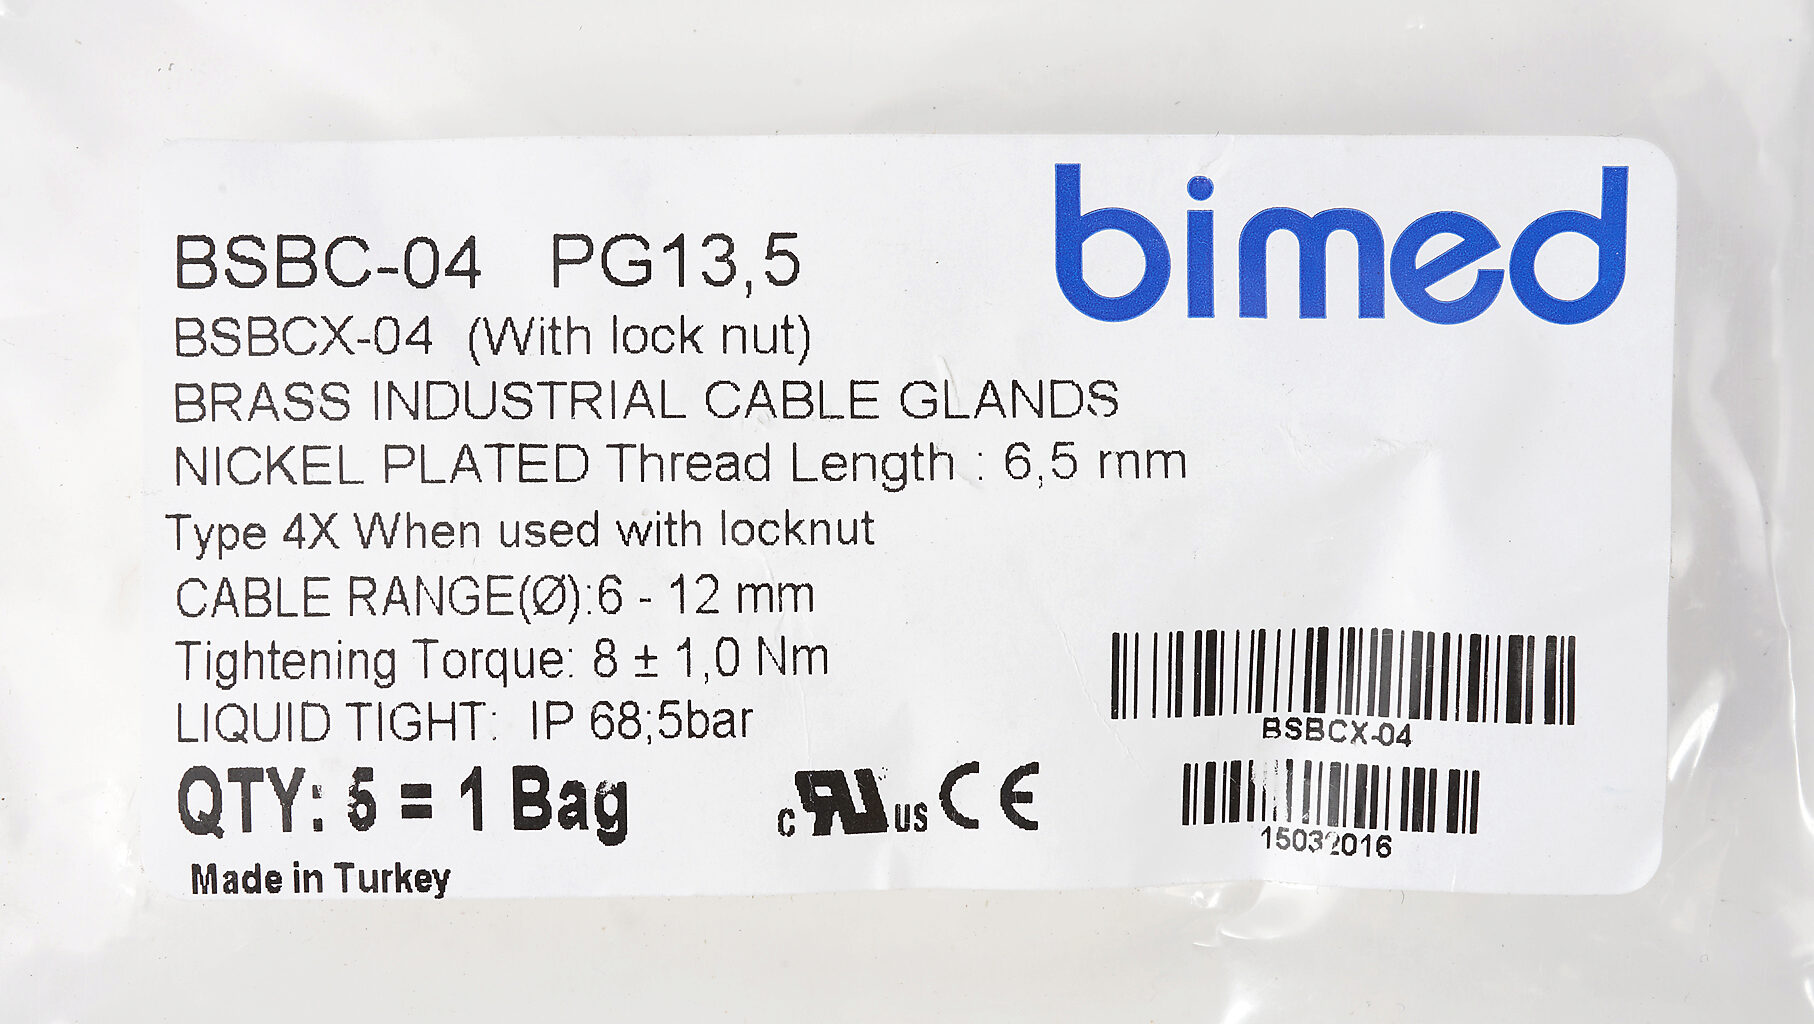 bimed
BSBC-04 PG13,5
BSBCX-04 (With lock nut)
BRASS INDUSTRIAL CABLE GLANDS
NICKEL PLATED Thread Length : 6,5 mm
Type 4X When used with locknut
CABLE RANGE(Ø):6 - 12 mm
Tightening Torque: 8 ± 1,0 Nm
LIQUID TIGHT: IP 68;5bar
QTY: 5 = 1 Bag
Made in Turkey
c RU us CE
BSBCX-04
15032016